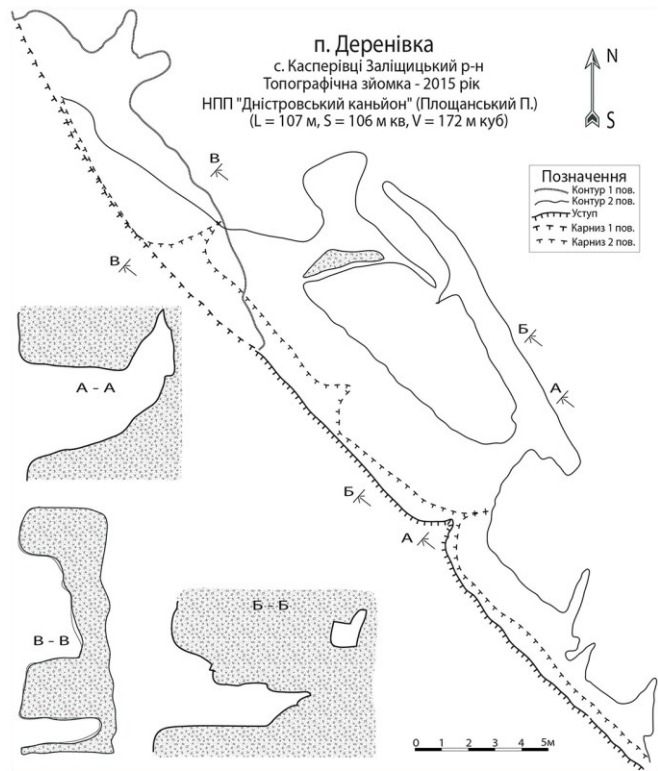 п. Деренівка
с. Касперівці Заліщицький р-н
Топографічна зйомка - 2015 рік
НПП "Дністровський каньйон" (Площанський П.)
(L = 107 м, S = 106 м кв, V = 172 м куб)
N
S
Позначення
Контур 1 пов.
Контур 2 пов.
Уступ
Карниз 1 пов.
Карниз 2 пов.
В
В
Б
А
Б
А
А - А
В - В
Б - Б
0 1 2 3 4 5м